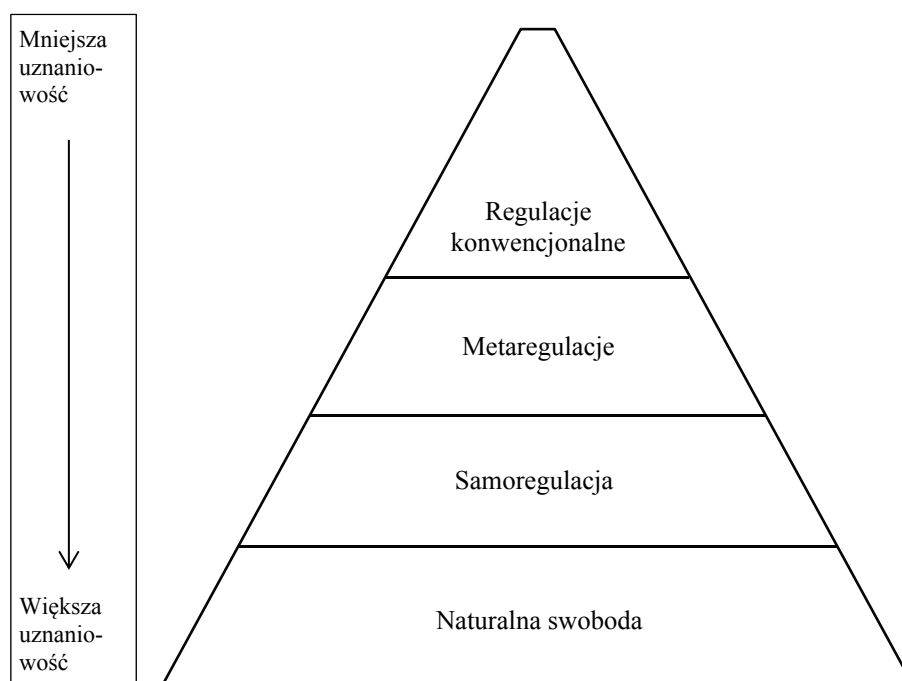 Mniejsza
uznanio-
wość
Regulacje
konwencjonalne
Metaregulacje
Samoregulacja
Większa
uznanio-
wość
Naturalna swoboda